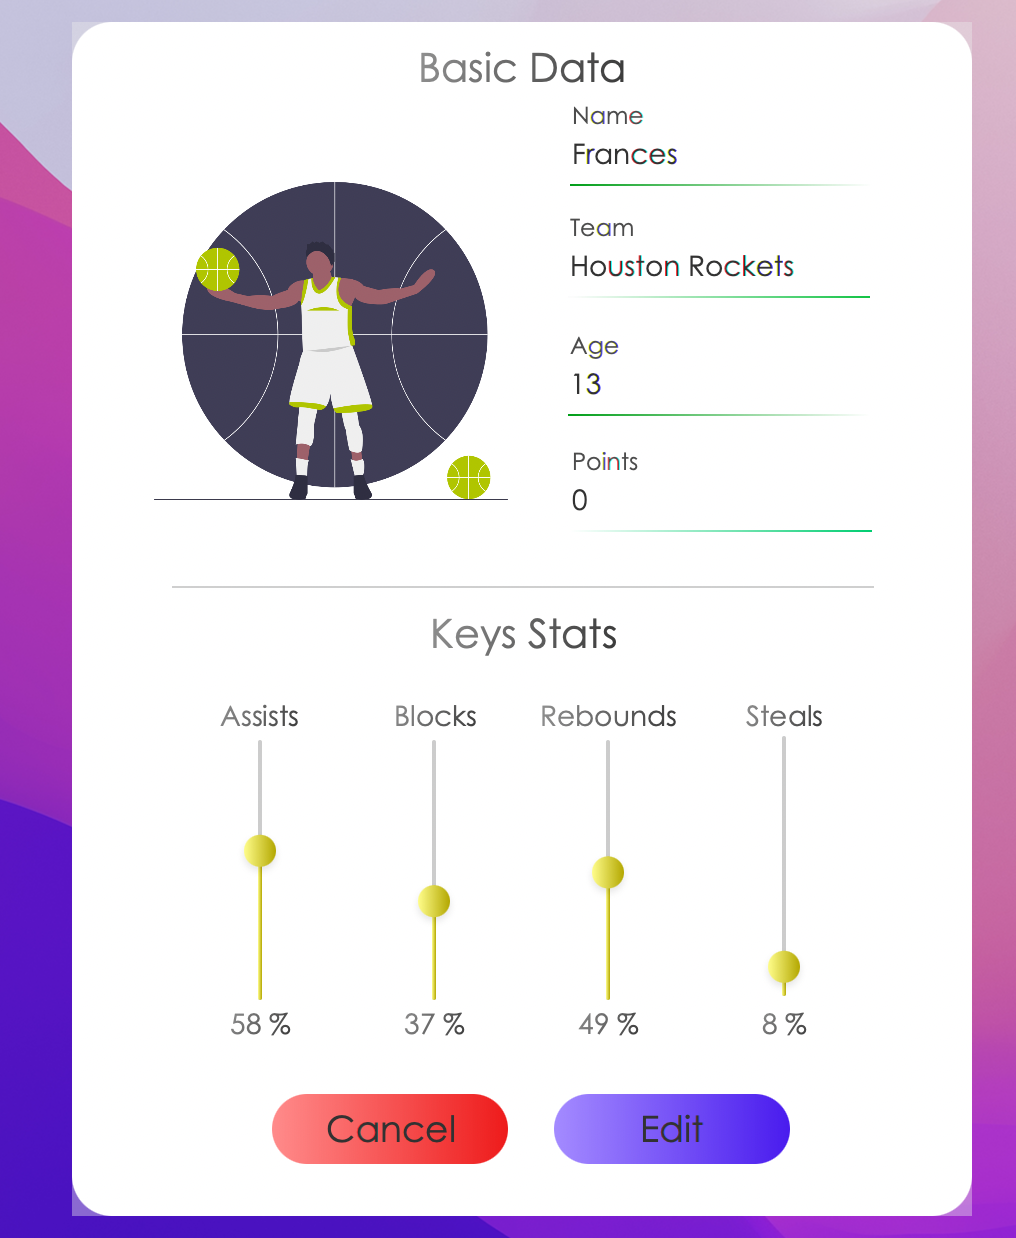 Basic Data
Name
Frances
Team
Houston Rockets
Age
13
Points
0
Keys Stats
Assists Blocks Rebounds Steals
58 % 37 % 49 % 8 %
Cancel Edit